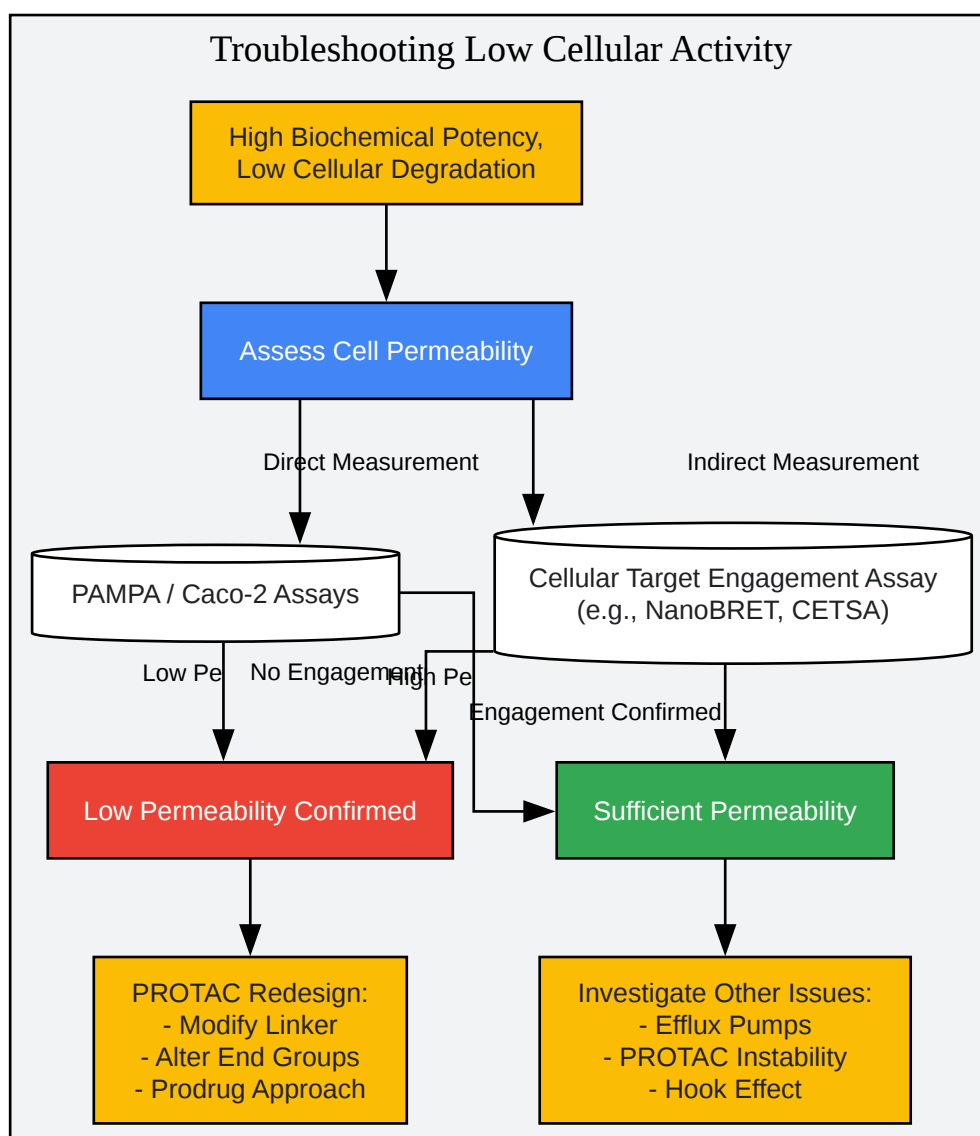 Troubleshooting Low Cellular Activity
High Biochemical Potency,
Low Cellular Degradation
Assess Cell Permeability
Direct Measurement
Indirect Measurement
PAMPA / Caco-2 Assays
Cellular Target Engagement Assay
(e.g., NanoBRET, CETSA)
Low Pe
No Engagement
High Pe
Engagement Confirmed
Low Permeability Confirmed
Sufficient Permeability
PROTAC Redesign:
- Modify Linker
- Alter End Groups
- Prodrug Approach
Investigate Other Issues:
- Efflux Pumps
- PROTAC Instability
- Hook Effect